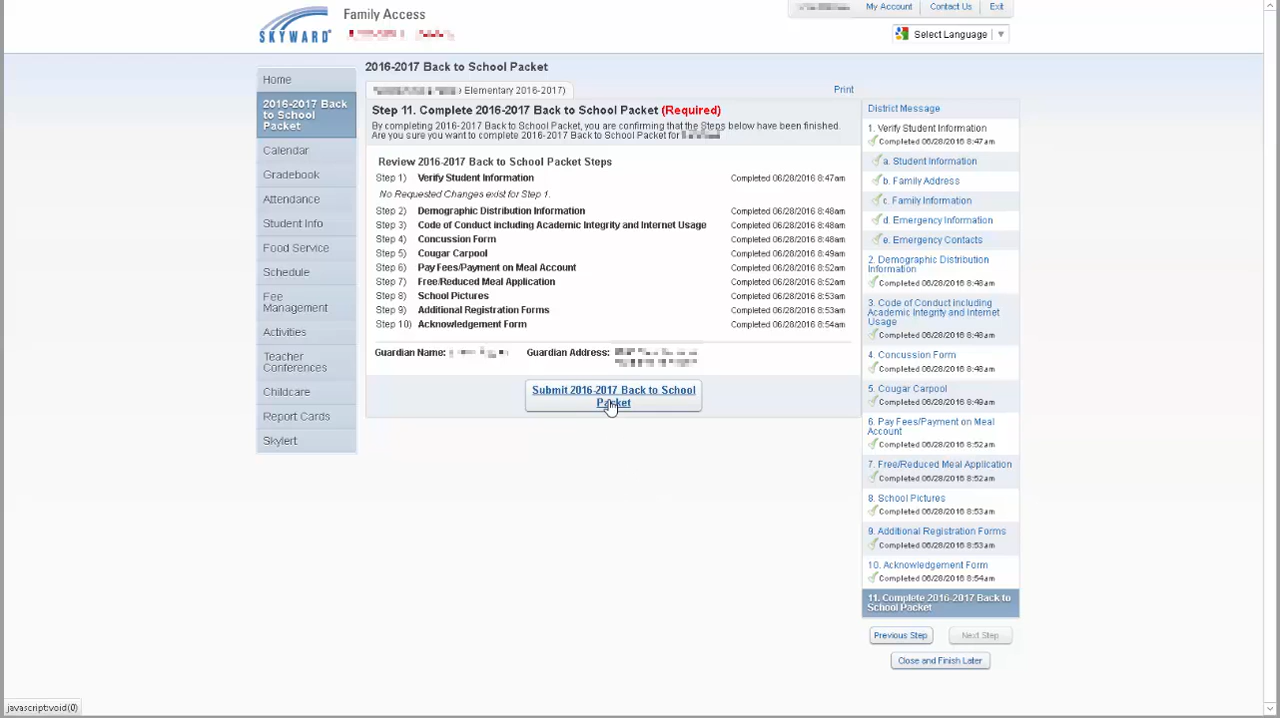 SKYWARD
Family Access
My Account
Contact Us
Exit
Select Language
2016-2017 Back to School Packet
Home
2016-2017 Back
to School
Packet
Calendar
Gradebook
Attendance
Student Info
Food Service
Schedule
Fee
Management
Activities
Teacher
Conferences
Childcare
Report Cards
Skylert
› Elementary 2016-2017)
Print
Step 11. Complete 2016-2017 Back to School Packet (Required)
By completing 2016-2017 Back to School Packet, you are confirming that the Steps below have been finished.
Are you sure you want to complete 2016-2017 Back to School Packet for
Review 2016-2017 Back to School Packet Steps
Step 1) Verify Student Information Completed 06/28/2016 8:47am
No Requested Changes exist for Step 1.
Step 2) Demographic Distribution Information Completed 06/28/2016 8:48am
Step 3) Code of Conduct including Academic Integrity and Internet Usage Completed 06/28/2016 8:48am
Step 4) Concussion Form Completed 06/28/2016 8:48am
Step 5) Cougar Carpool Completed 06/28/2016 8:49am
Step 6) Pay Fees/Payment on Meal Account Completed 06/28/2016 8:52am
Step 7) Free/Reduced Meal Application Completed 06/28/2016 8:52am
Step 8) School Pictures Completed 06/28/2016 8:53am
Step 9) Additional Registration Forms Completed 06/28/2016 8:53am
Step 10) Acknowledgement Form Completed 06/28/2016 8:54am
Guardian Name: Guardian Address:
Submit 2016-2017 Back to School
Packet
District Message
1. Verify Student Information
Completed 06/28/2016 8:47am
a. Student Information
b. Family Address
c. Family Information
d. Emergency Information
e. Emergency Contacts
2. Demographic Distribution
Information
Completed 06/28/2016 8:48am
3. Code of Conduct including
Academic Integrity and Internet
Usage
Completed 06/28/2016 8:48am
4. Concussion Form
Completed 06/28/2016 8:48am
5. Cougar Carpool
Completed 06/28/2016 8:49am
6. Pay Fees/Payment on Meal
Account
Completed 06/28/2016 8:52am
7. Free/Reduced Meal Application
Completed 06/28/2016 8:52am
8. School Pictures
Completed 06/28/2016 8:53am
9. Additional Registration Forms
Completed 06/28/2016 8:53am
10. Acknowledgement Form
Completed 06/28/2016 8:54am
11. Complete 2016-2017 Back to
School Packet
Previous Step
Next Step
Close and Finish Later
javascript:void(0)